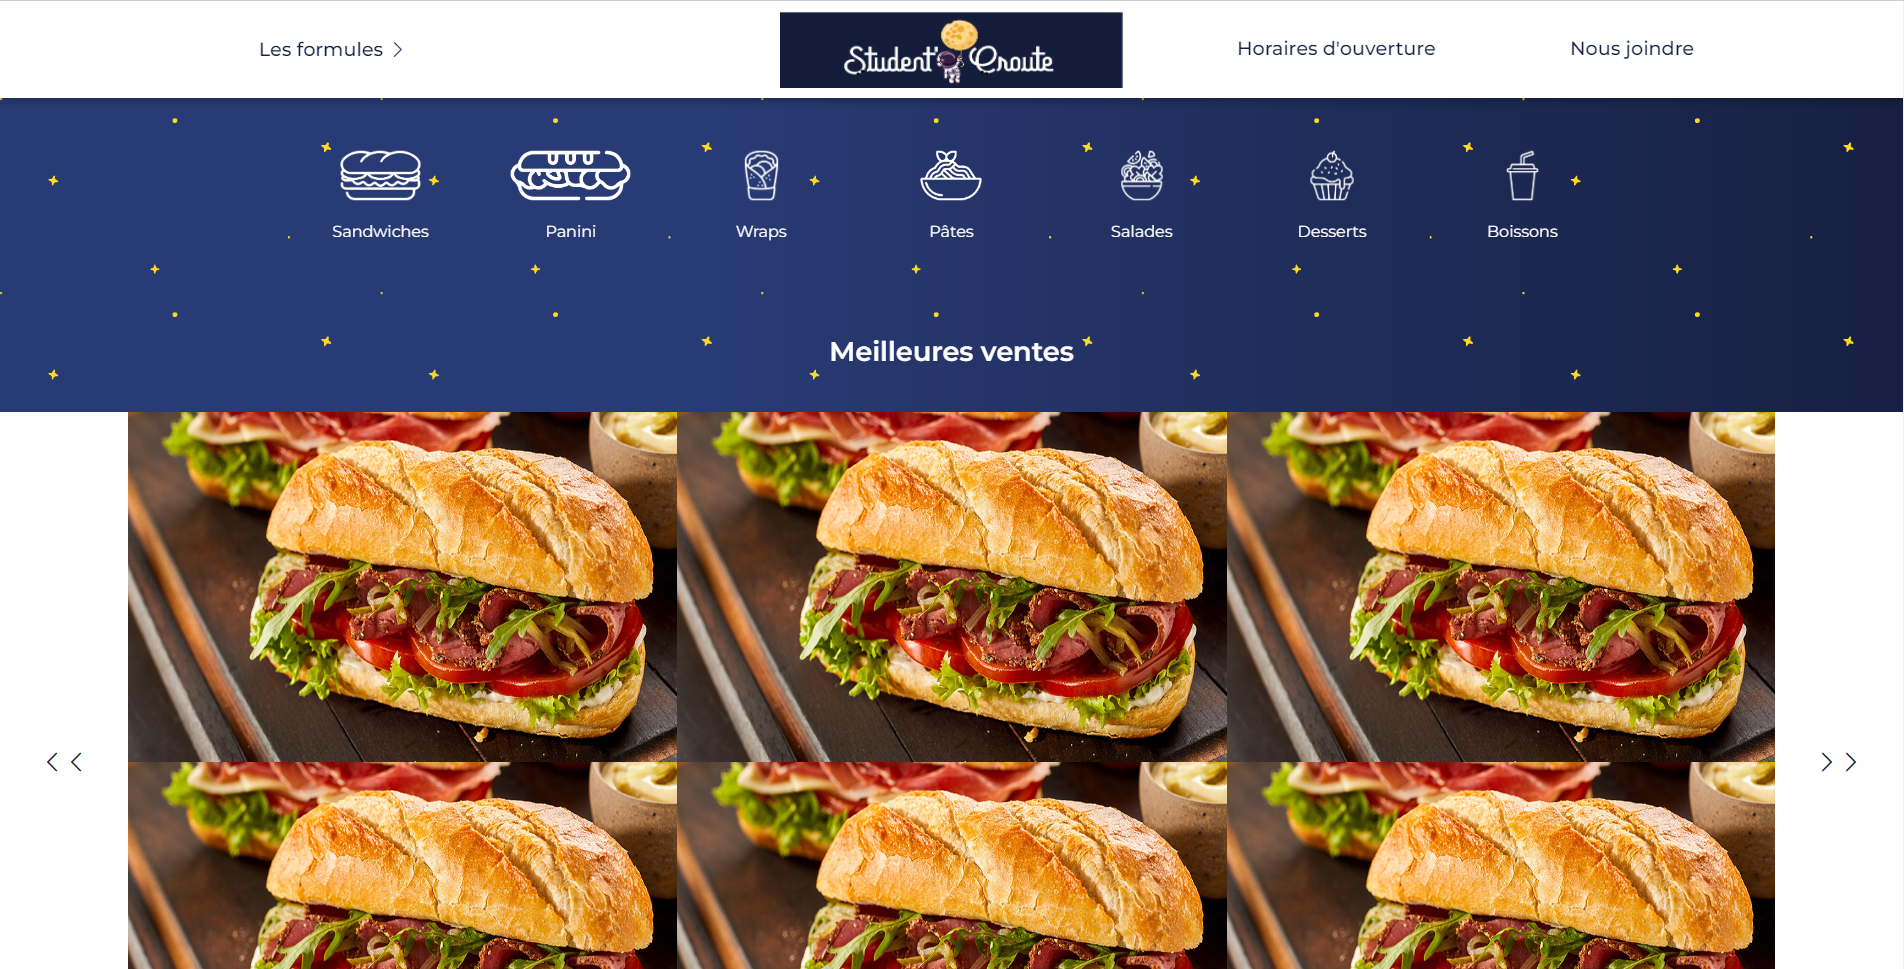 Les formules
Student' Croute
Horaires d'ouverture
Nous joindre
Sandwiches
Panini
Wraps
Pâtes
Salades
Desserts
Boissons
Meilleures ventes